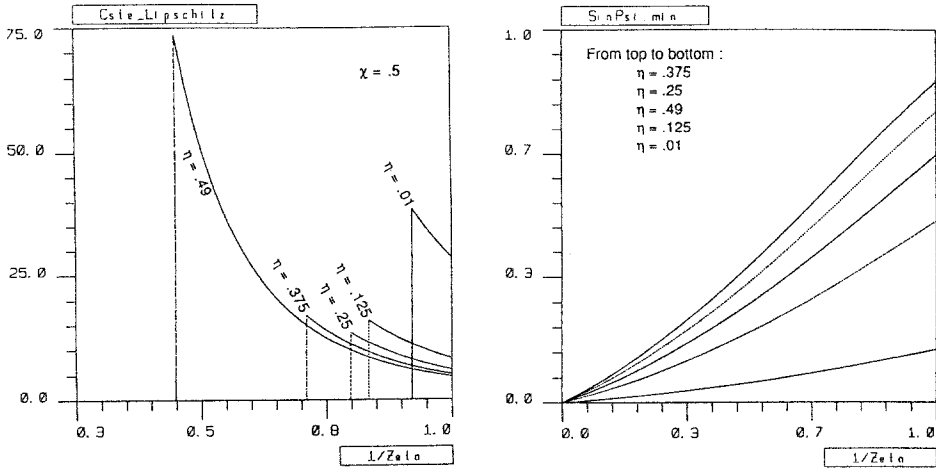 Cste_Lipschitz
75.0
50.0
25.0
0.0
χ = .5
η = .49
η = .375
η = .25
η = .125
η = .01
0.3
0.5
0.8
1.0
1/Zeta
SinPsi_min
1.0
0.7
0.3
0.0
From top to bottom :
η = .375
η = .25
η = .49
η = .125
η = .01
0.0
0.3
0.7
1.0
1/Zeta